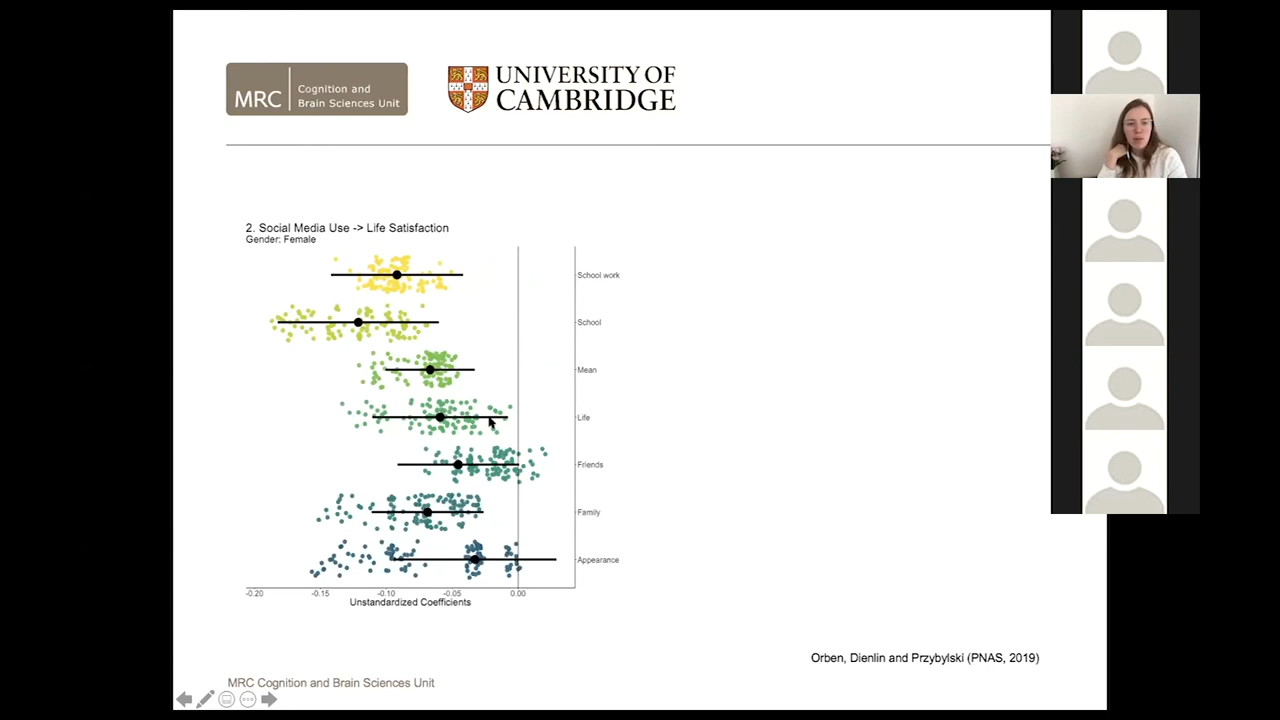 MRC
Cognition and
Brain Sciences Unit
UNIVERSITY OF
CAMBRIDGE
2. Social Media Use -> Life Satisfaction
Gender: Female
School work
School
Mean
Life
Friends
Family
Appearance
-0.20 -0.15 -0.10 -0.05 0.00
Unstandardized Coefficients
Orben, Dienlin and Przybylski (PNAS, 2019)
MRC Cognition and Brain Sciences Unit